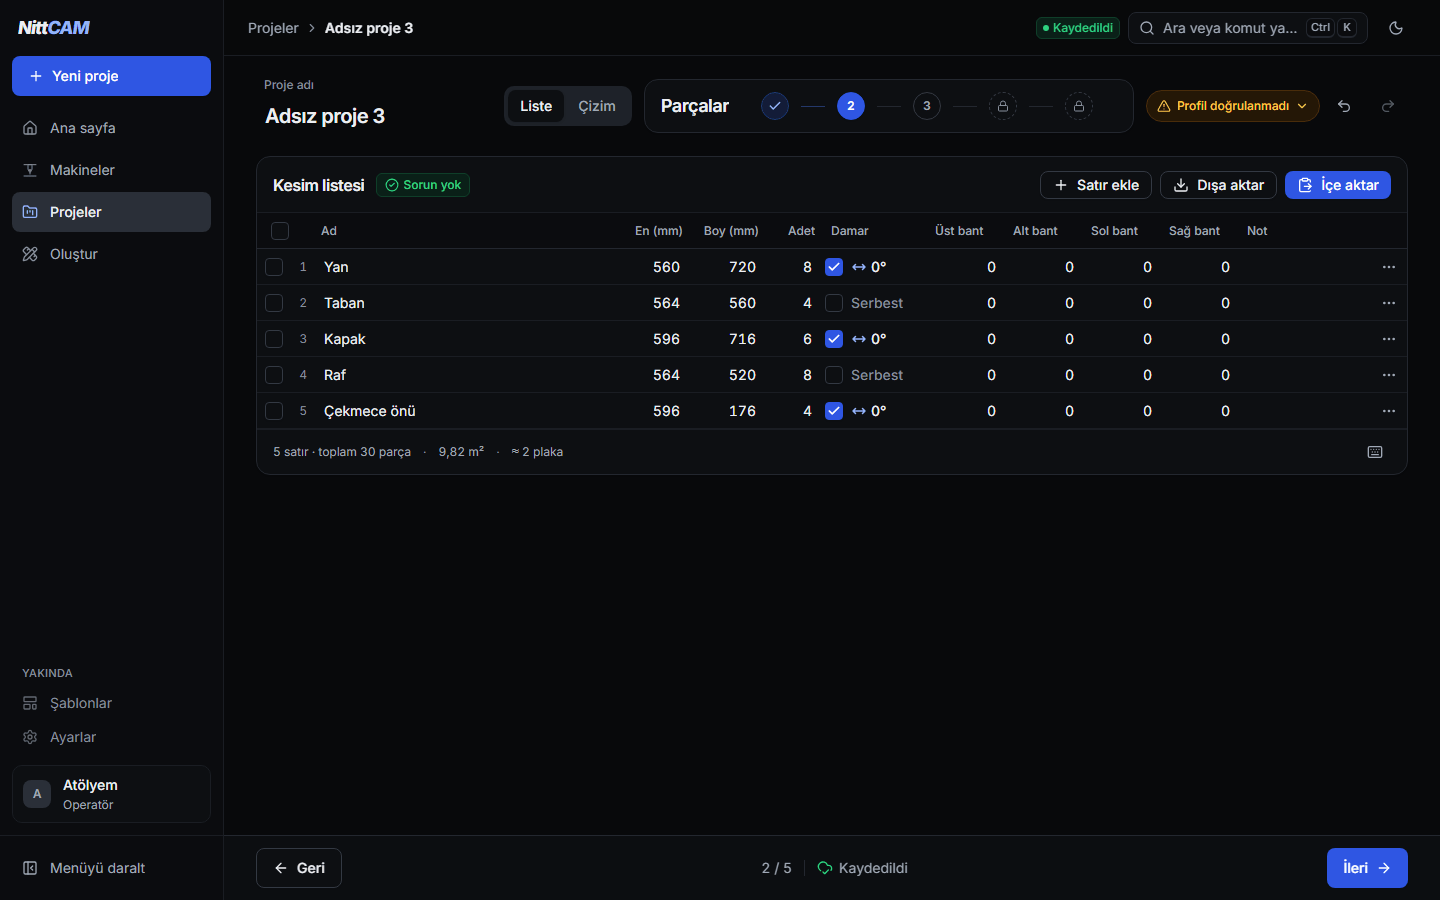 NittCAM
Yeni proje
Ana sayfa
Makineler
Projeler
Oluştur
YAKINDA
Şablonlar
Ayarlar
A
Atölyem
Operatör
Menüyü daralt
Projeler > Adsız proje 3
Kaydedildi
Ara veya komut ya... Ctrl K
Proje adı
Adsız proje 3
Liste Çizim
Parçalar 2 3
Profil doğrulanmadı
Kesim listesi Sorun yok
Satır ekle Dışa aktar İçe aktar
Ad En (mm) Boy (mm) Adet Damar Üst bant Alt bant Sol bant Sağ bant Not
1 Yan 560 720 8 ↔ 0° 0 0 0 0 ...
2 Taban 564 560 4 Serbest 0 0 0 0 ...
3 Kapak 596 716 6 ↔ 0° 0 0 0 0 ...
4 Raf 564 520 8 Serbest 0 0 0 0 ...
5 Çekmece önü 596 176 4 ↔ 0° 0 0 0 0 ...
5 satır · toplam 30 parça · 9,82 m² · ≈ 2 plaka
Geri
2 / 5 Kaydedildi
İleri